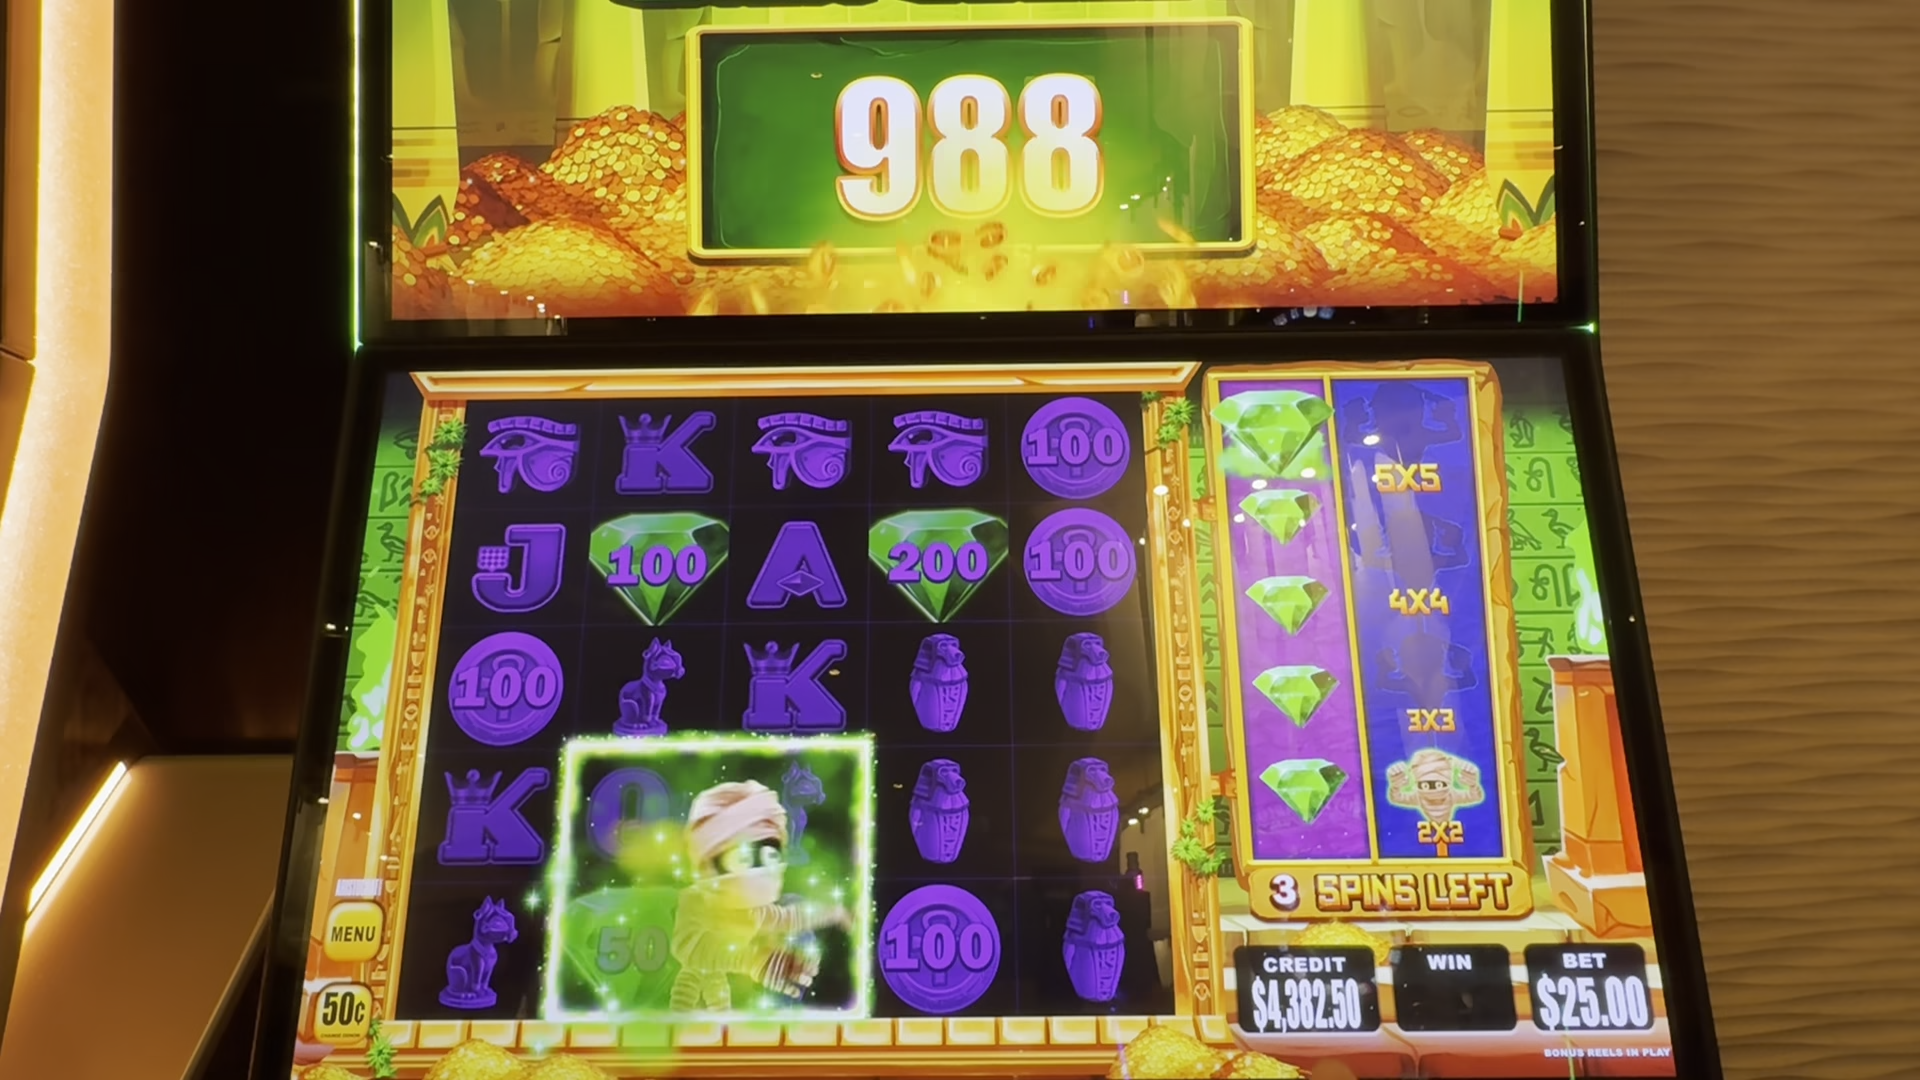 988
K 100
J 100 A 200 100
100 K
K Q
50 100
5X5
4X4
3X3
2X2
3 SPINS LEFT
MENU
50¢
CREDIT
$4,382.50
WIN
BET
$25.00
BONUS REELS IN PLAY